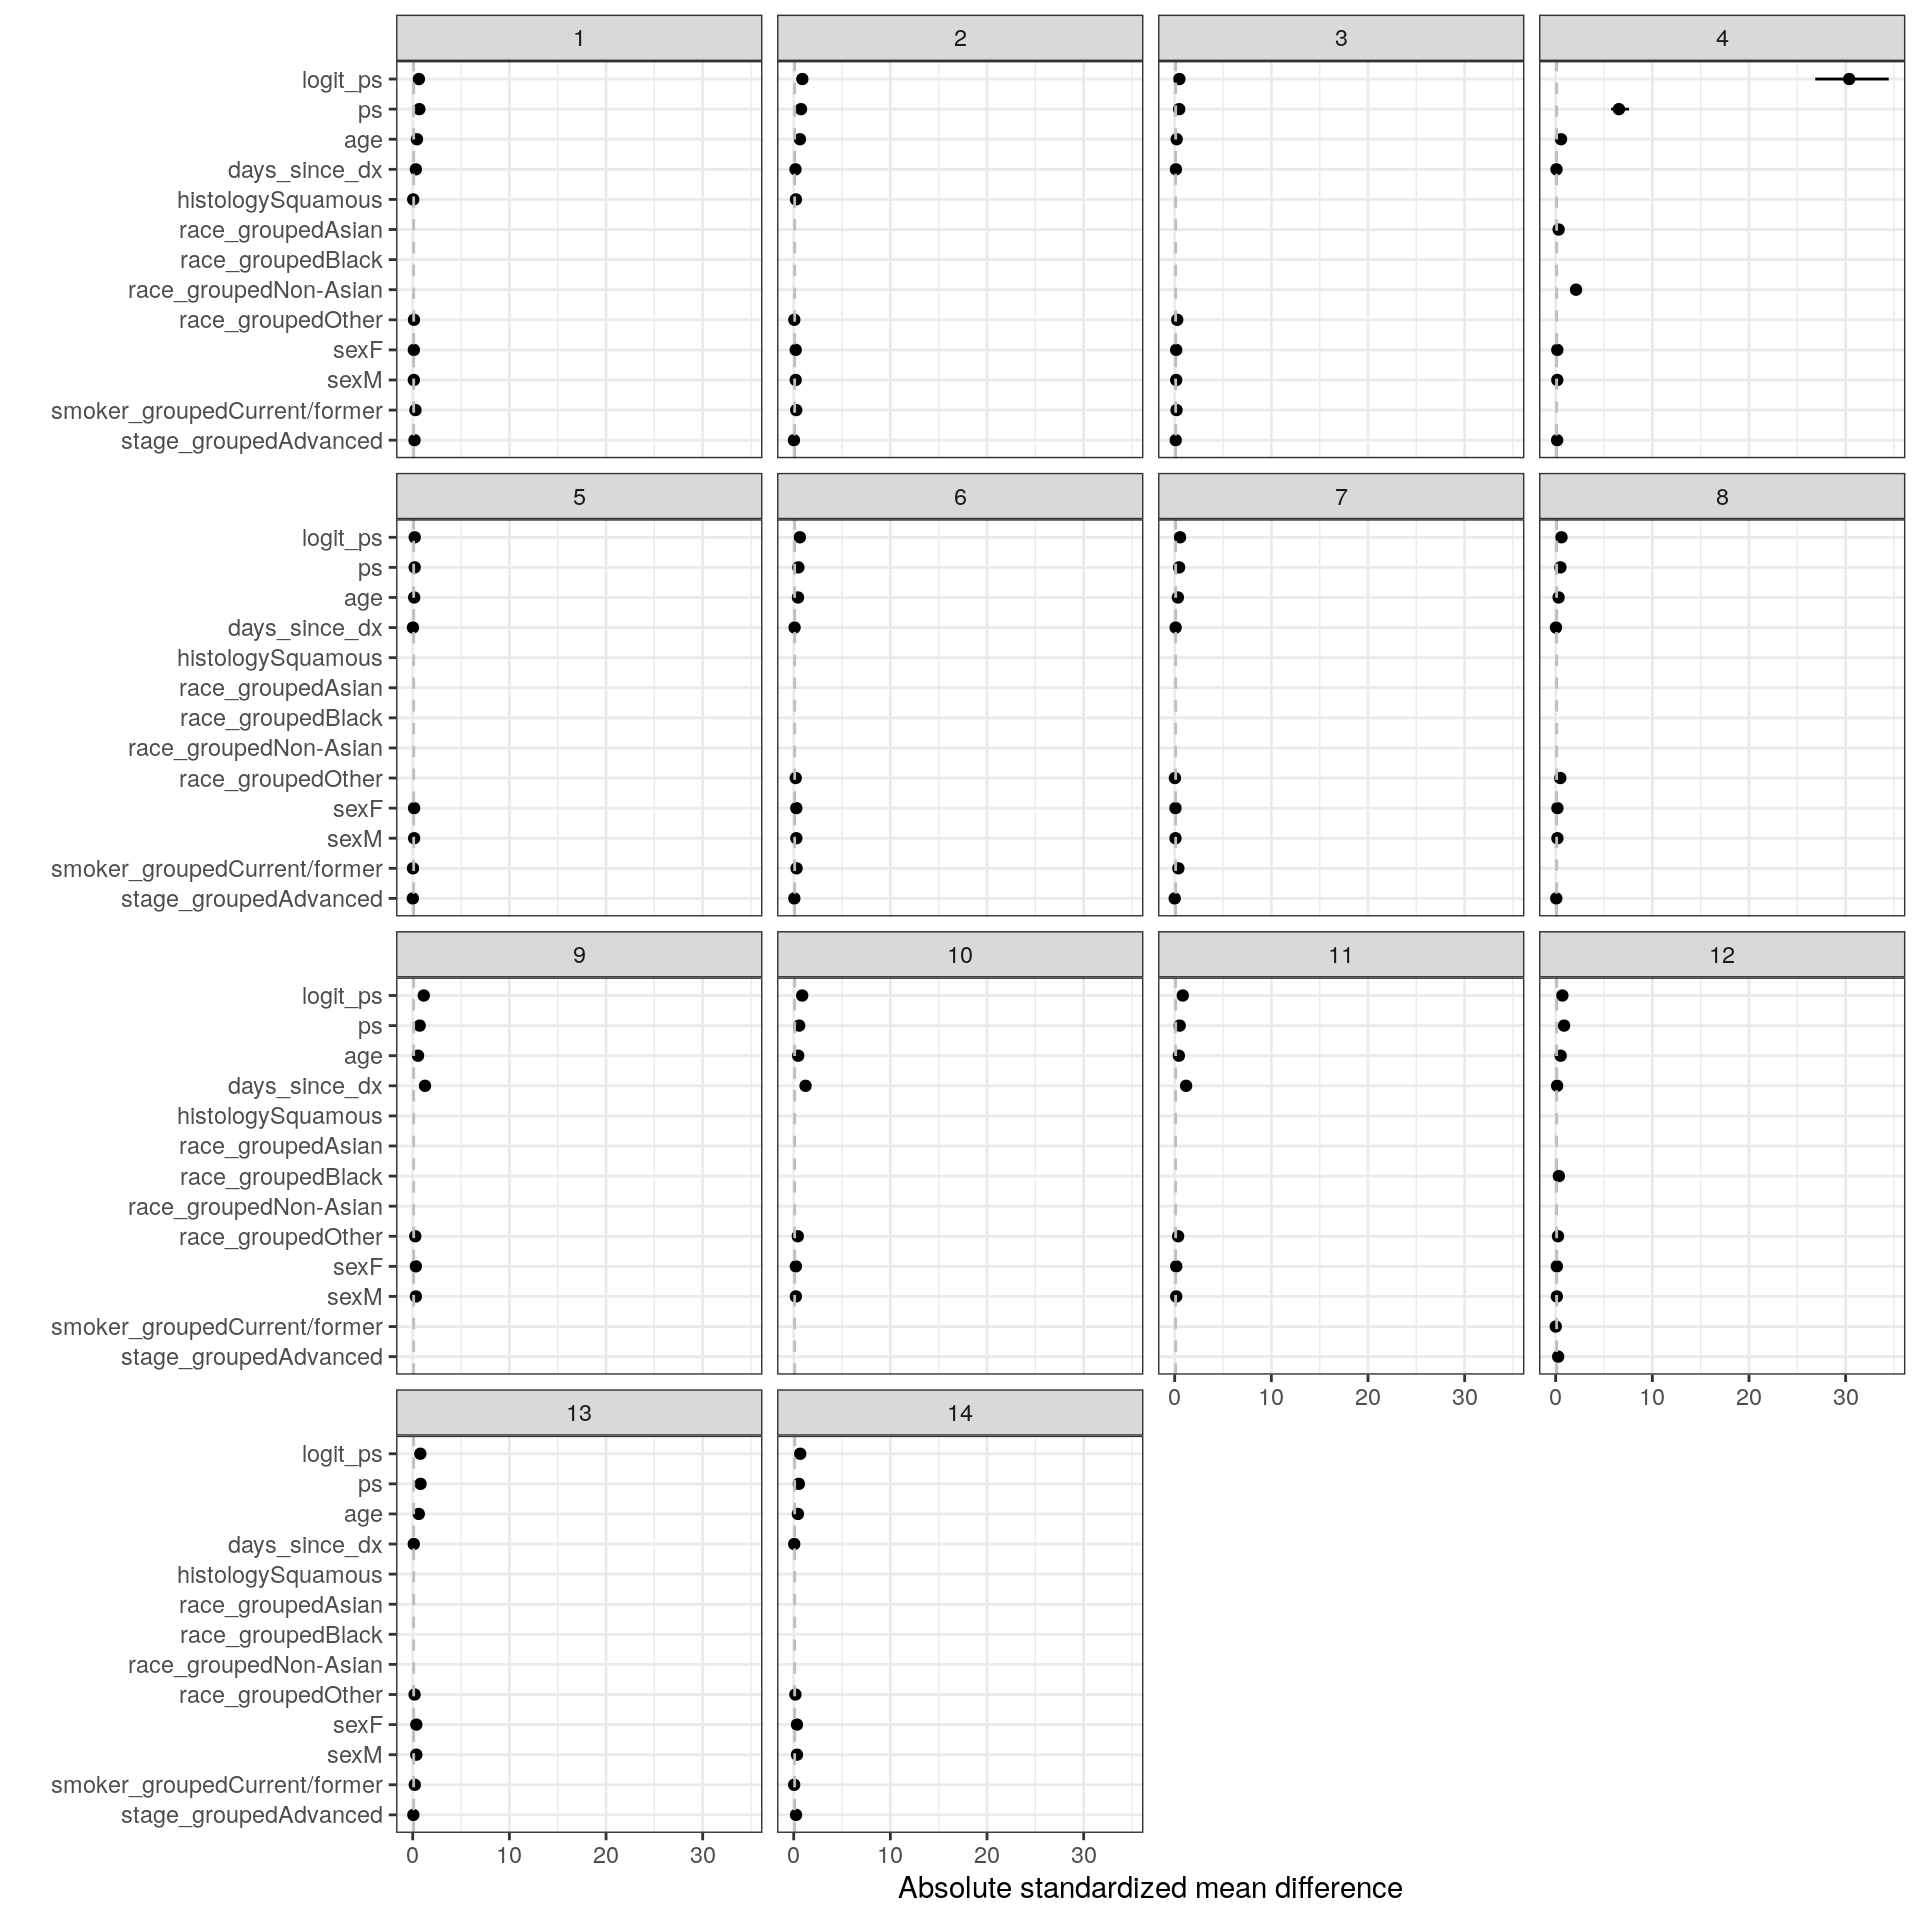 1 2 3 4
logit_ps
ps
age
days_since_dx
histologySquamous
race_groupedAsian
race_groupedBlack
race_groupedNon-Asian
race_groupedOther
sexF
sexM
smoker_groupedCurrent/former
stage_groupedAdvanced
5 6 7 8
logit_ps
ps
age
days_since_dx
histologySquamous
race_groupedAsian
race_groupedBlack
race_groupedNon-Asian
race_groupedOther
sexF
sexM
smoker_groupedCurrent/former
stage_groupedAdvanced
9 10 11 12
logit_ps
ps
age
days_since_dx
histologySquamous
race_groupedAsian
race_groupedBlack
race_groupedNon-Asian
race_groupedOther
sexF
sexM
smoker_groupedCurrent/former
stage_groupedAdvanced
0 10 20 30 0 10 20 30
13 14
logit_ps
ps
age
days_since_dx
histologySquamous
race_groupedAsian
race_groupedBlack
race_groupedNon-Asian
race_groupedOther
sexF
sexM
smoker_groupedCurrent/former
stage_groupedAdvanced
0 10 20 30 0 10 20 30
Absolute standardized mean difference